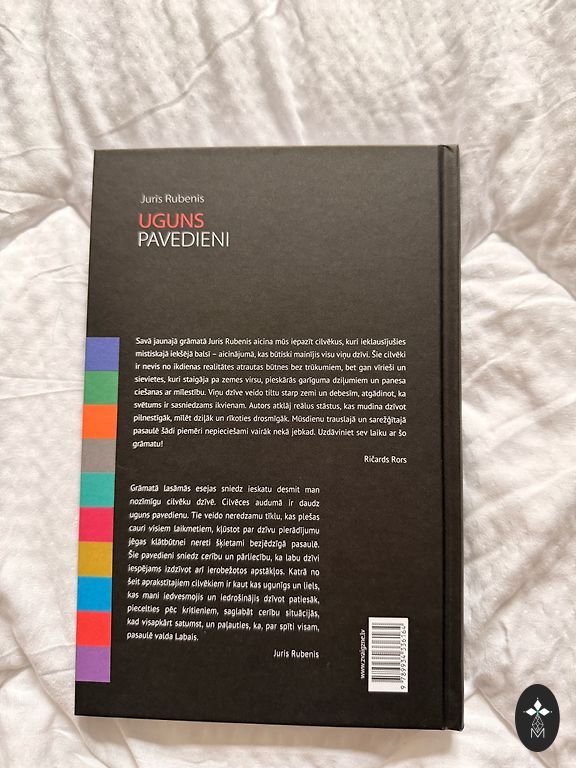 Juris Rubenis
UGUNS
PAVEDIENI
Savā jaunajā grāmatā Juris Rubenis aicina mūs iepazīt cilvēkus, kuri ieklausījušies
mistiskajā iekšējā balsī – aicinājumā, kas būtiski mainījis visu viņu dzīvi. Šie cilvēki
ir nevis no ikdienas realitātes atrautas būtnes bez trūkumiem, bet gan vīrieši un
sievietes, kuri staigāja pa zemes virsu, pieskārās garīguma dziļumiem un panesa
ciešanas ar mīlestību. Viņu dzīve veido tiltu starp zemi un debesīm, atgādinot, ka
svētums ir sasniedzams ikvienam. Autors atklāj reālus stāstus, kas mudina dzīvot
pilnestīgāk, mīlēt dziļāk un rīkoties drosmīgāk. Mūsdienu trauslajā un sarežģītajā
pasaulē šādi piemēri nepieciešami vairāk nekā jebkad. Uzdāviniet sev laiku ar šo
grāmatu!
Ričards Rors
Grāmatā lasāmās esejas sniedz ieskatu desmit man
nozīmīgu cilvēku dzīvē. Cilvēces audumā ir daudz
uguns pavedienu. Tie veido neredzamu tīklu, kas plešas
cauri visiem laikmetiem, kļūstot par dzīvu pierādījumu
jēgas klātbūtnei nereti šķietami bezjēdzīgā pasaulē.
Šie pavedieni sniedz cerību un pārliecību, ka labu dzīvi
iespējams izdzīvot arī ierobežotos apstākļos. Katrā no
šeit aprakstītajiem cilvēkiem ir kaut kas ugunīgs un liels,
kas mani iedvesmojis un iedrošinājis dzīvot patiesāk,
piecelties pēc kritieniem, saglabāt cerību situācijās,
kad visapkārt satumst, un paļauties, ka, par spīti visam,
pasaulē valda Labais.
Juris Rubenis
www.zvaigzne.lv
9 789934 336164